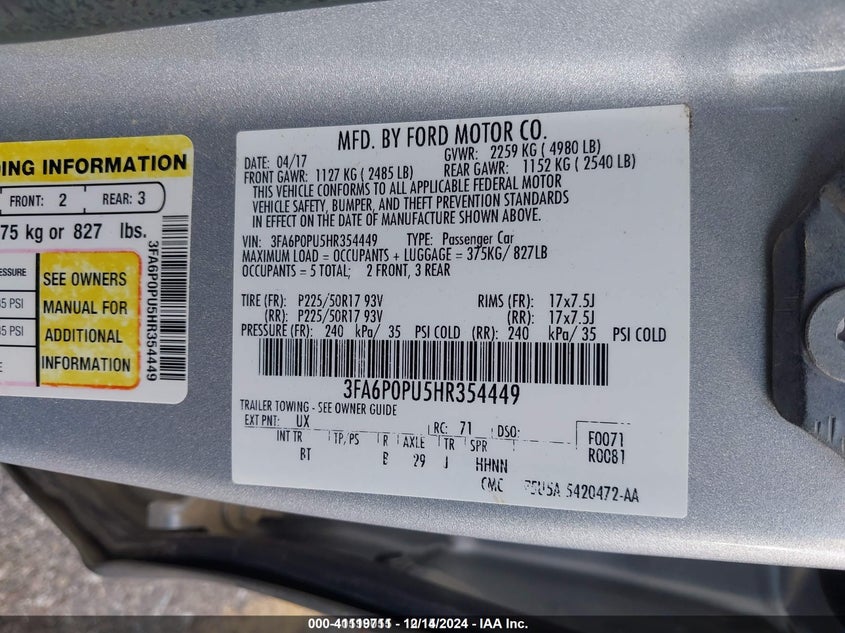 DING INFORMATION
FRONT: 2 REAR: 3
75 kg or 827 lbs.
ESSURE
35 PSI
35 PSI
E
SEE OWNERS
MANUAL FOR
ADDITIONAL
INFORMATION
3FA6P0PU5HR354449
MFD. BY FORD MOTOR CO.
DATE: 04/17 GVWR: 2259 KG ( 4980 LB)
FRONT GAWR: 1127 KG ( 2485 LB) REAR GAWR: 1152 KG ( 2540 LB)
THIS VEHICLE CONFORMS TO ALL APPLICABLE FEDERAL MOTOR
VEHICLE SAFETY, BUMPER, AND THEFT PREVENTION STANDARDS
IN EFFECT ON THE DATE OF MANUFACTURE SHOWN ABOVE.
VIN: 3FA6P0PU5HR354449 TYPE: Passenger Car
MAXIMUM LOAD = OCCUPANTS + LUGGAGE = 375KG/ 827LB
OCCUPANTS = 5 TOTAL; 2 FRONT, 3 REAR
TIRE (FR): P225/50R17 93V RIMS (FR): 17x7.5J
(RR): P225/50R17 93V (RR): 17x7.5J
PRESSURE (FR): 240 kPa/ 35 PSI COLD (RR): 240 kPa/ 35 PSI COLD
3FA6P0PU5HR354449
TRAILER TOWING - SEE OWNER GUIDE
EXT PNT: UX RC: 71 DSO: F0071
INT TR TP/PS R AXLE TR SPR R0081
BT B 29 J HHNN
CMC 5U5A 5420472-AA
000-41119711 - 12/14/2024 - IAA Inc.